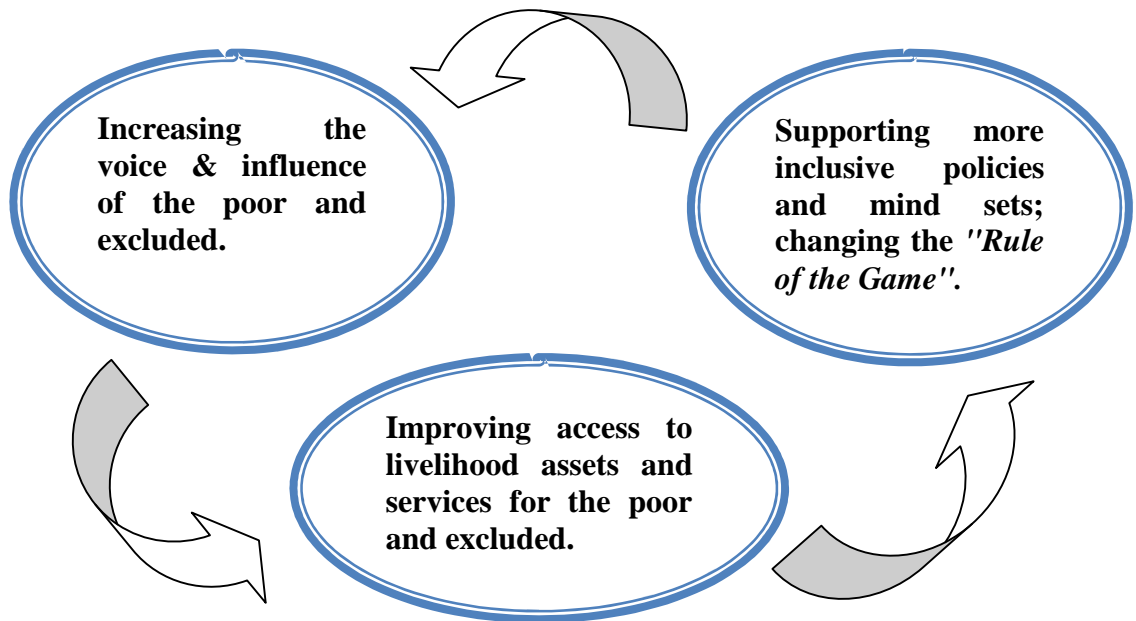 Increasing the
voice & influence
of the poor and
excluded.
Supporting more
inclusive policies
and mind sets;
changing the "Rule
of the Game".
Improving access to
livelihood assets and
services for the poor
and excluded.